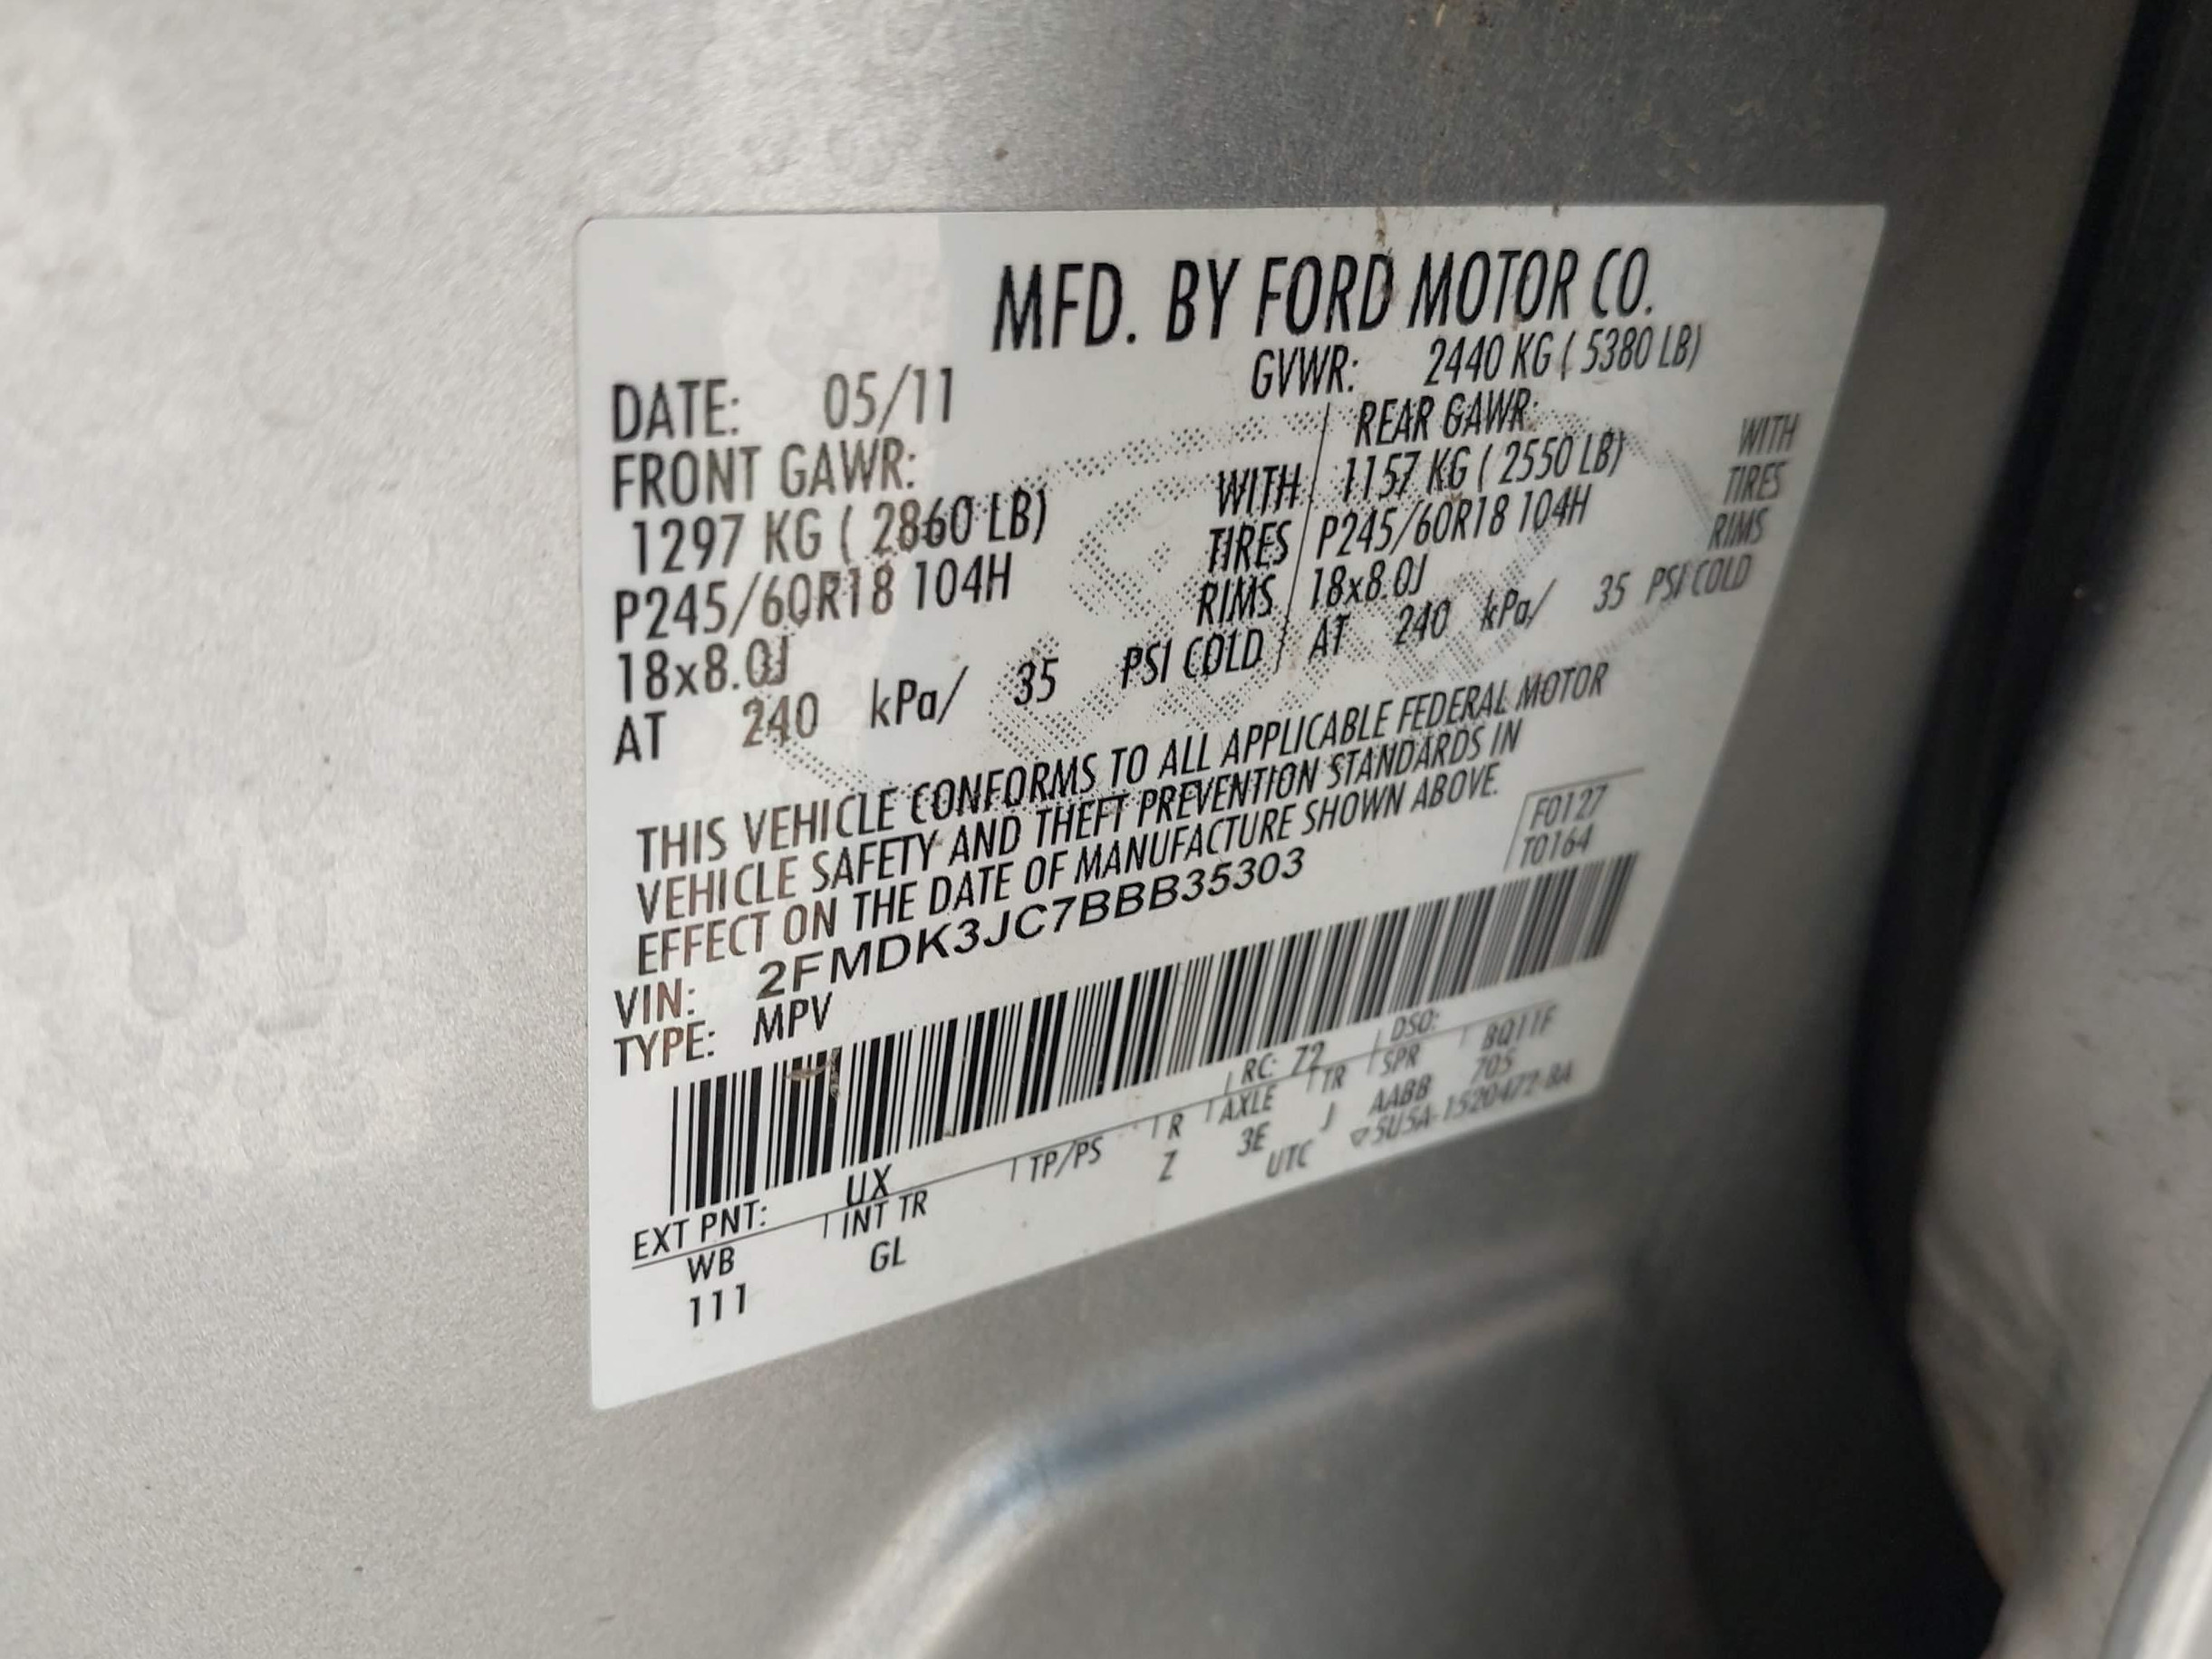 MFD. BY FORD MOTOR CO.
DATE: 05/11 GVWR: 2440 KG ( 5380 LB)
FRONT GAWR: REAR GAWR:
1297 KG ( 2860 LB) WITH 1157 KG ( 2550 LB) WITH
P245/60R18 104H TIRES P245/60R18 104H TIRES
18x8.0J RIMS 18x8.0J RIMS
AT 240 kPa/ 35 PSI COLD AT 240 kPa/ 35 PSI COLD
THIS VEHICLE CONFORMS TO ALL APPLICABLE FEDERAL MOTOR
VEHICLE SAFETY AND THEFT PREVENTION STANDARDS IN
EFFECT ON THE DATE OF MANUFACTURE SHOWN ABOVE.
F0127
T0164
VIN: 2FMDK3JC7BBB35303
TYPE: MPV
EXT PNT: UX RC: 72 DSO:
WB INT TR TP/PS R AXLE TR SPR BQ11F
111 GL Z 3E J AABB 705
UTC ▽5U5A-1520472-BA